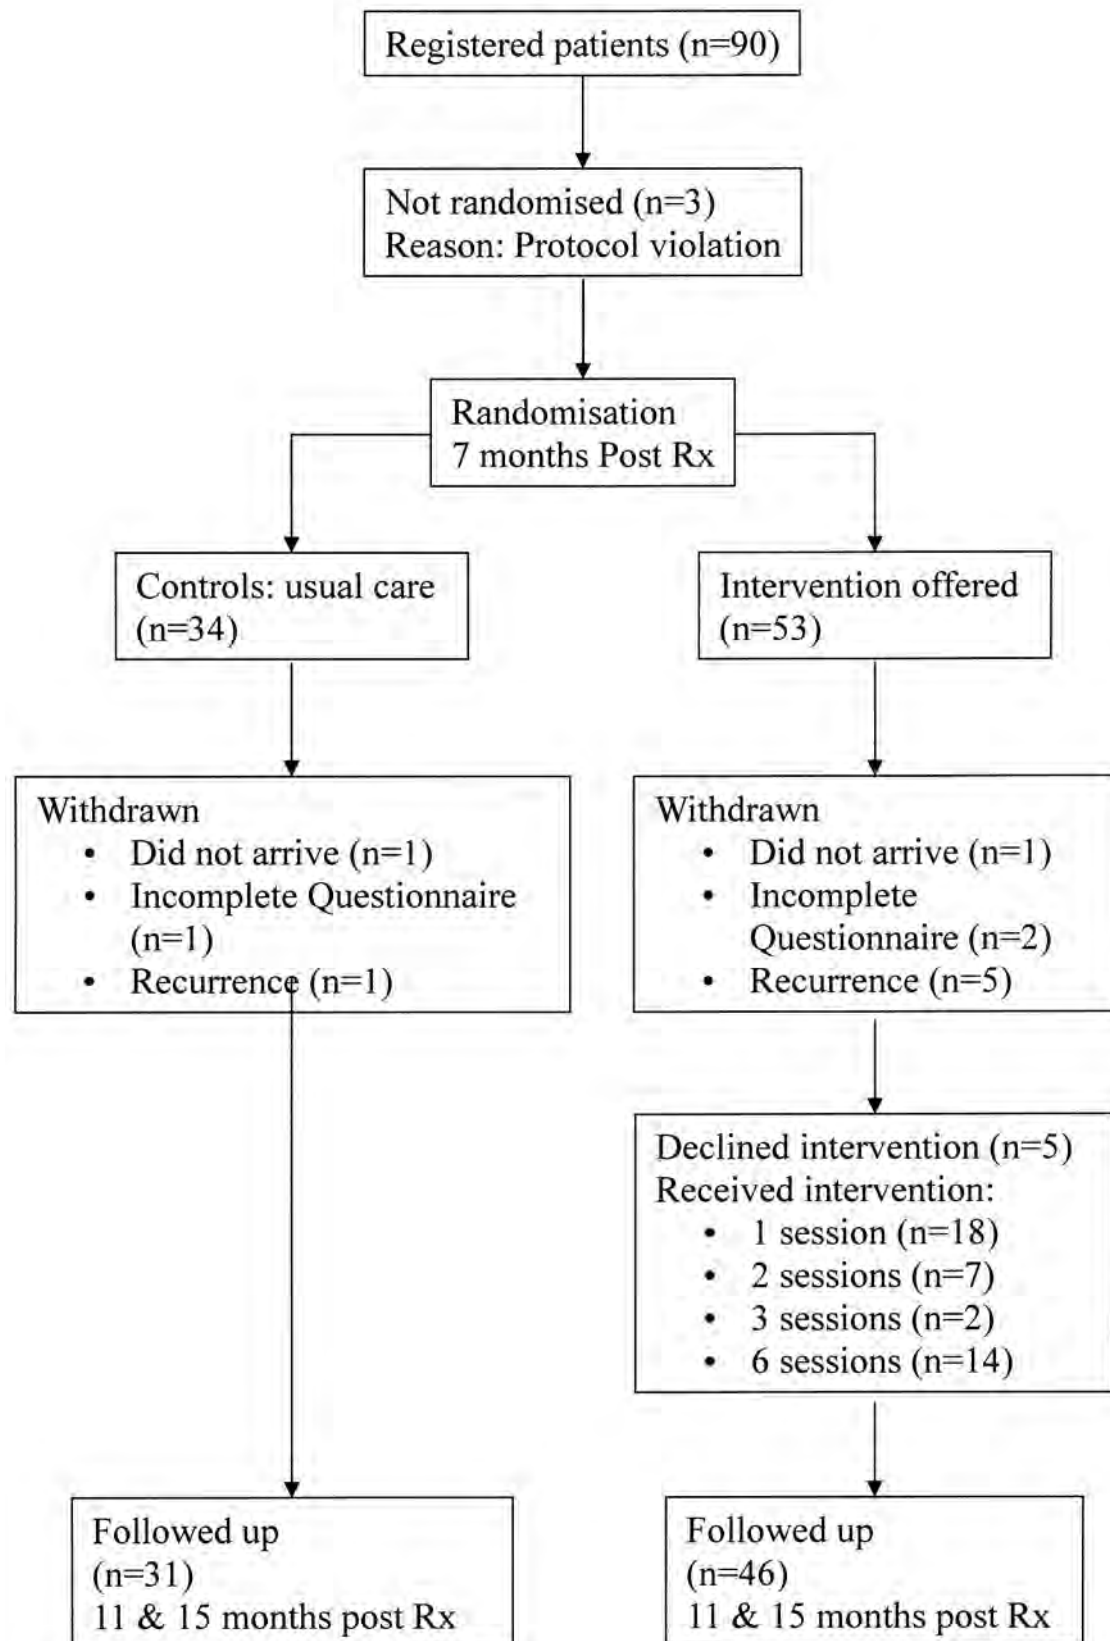 Registered patients (n=90)
Not randomised (n=3)
Reason: Protocol violation
Randomisation
7 months Post Rx
Controls: usual care
(n=34)
Intervention offered
(n=53)
Withdrawn
• Did not arrive (n=1)
• Incomplete Questionnaire
(n=1)
• Recurrence (n=1)
Withdrawn
• Did not arrive (n=1)
• Incomplete
Questionnaire (n=2)
• Recurrence (n=5)
Declined intervention (n=5)
Received intervention:
• 1 session (n=18)
• 2 sessions (n=7)
• 3 sessions (n=2)
• 6 sessions (n=14)
Followed up
(n=31)
11 & 15 months post Rx
Followed up
(n=46)
11 & 15 months post Rx